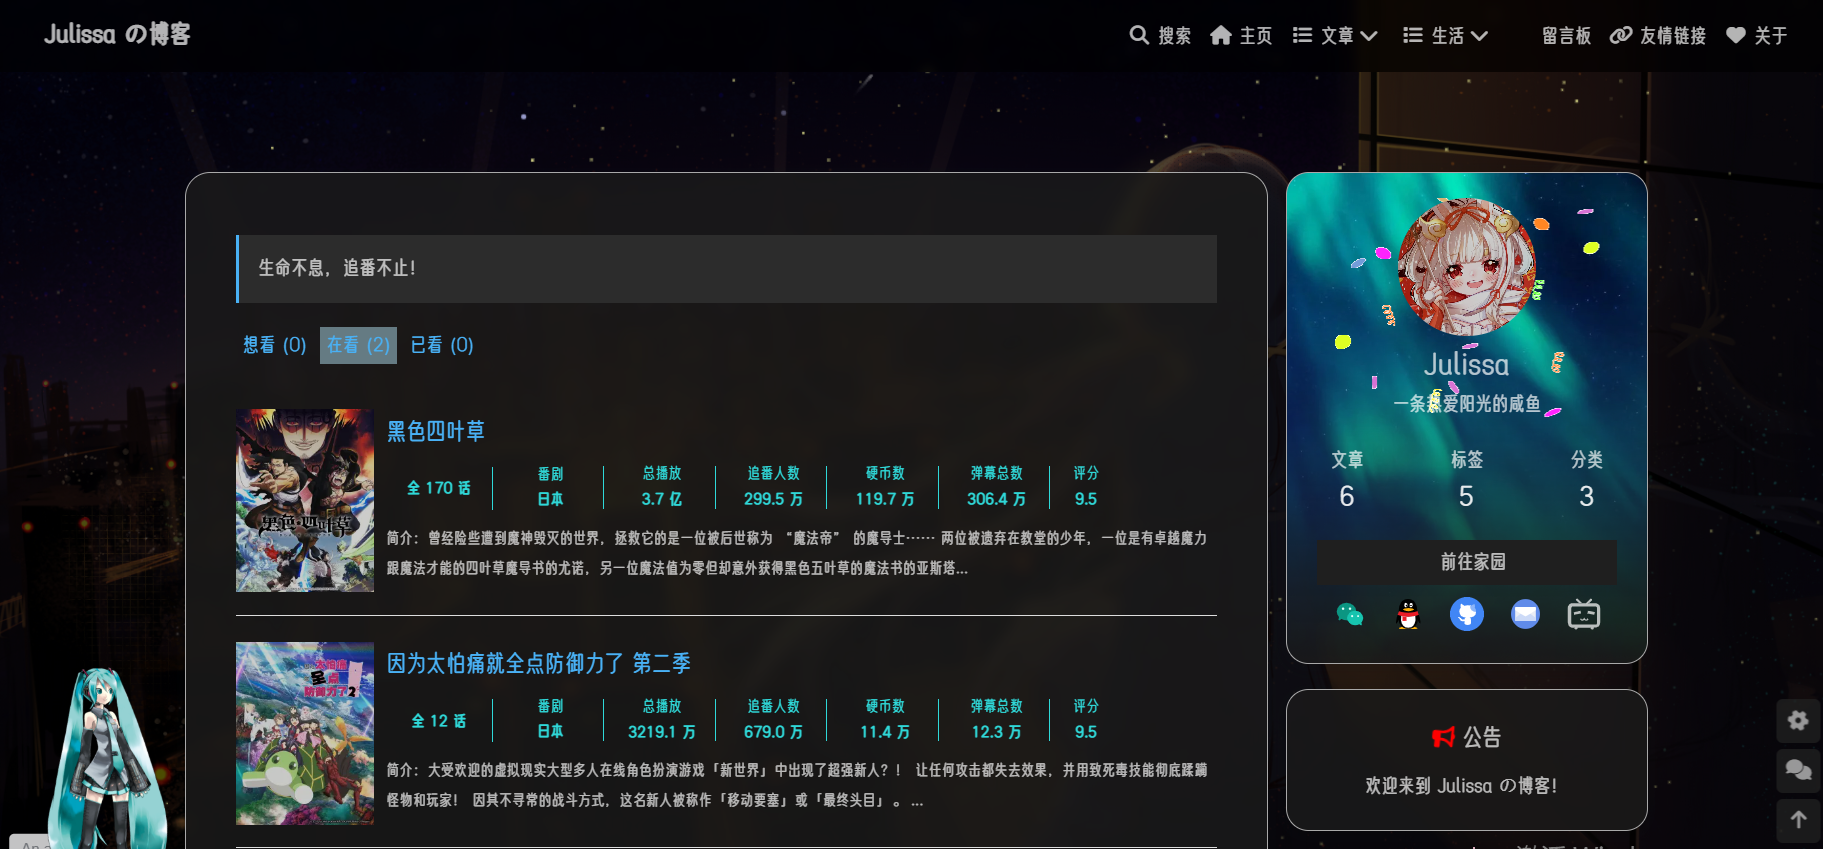 Julissa の博客
搜索 主页 文章 生活 留言板 友情链接 关于
生命不息，追番不止！
想看 (0) 在看 (2) 已看 (0)
黑色四叶草
全 170 话
番剧 总播放 追番人数 硬币数 弹幕总数 评分
日本 3.7 亿 299.5 万 119.7 万 306.4 万 9.5
简介：曾经险些遭到魔神毁灭的世界，拯救它的是一位被后世称为 “魔法帝” 的魔导士…… 两位被遗弃在教堂的少年，一位是有卓越魔力
跟魔法才能的四叶草魔导书的尤诺，另一位魔法值为零但却意外获得黑色五叶草的魔法书的亚斯塔...
黑色·四叶草
因为太怕痛就全点防御力了 第二季
全 12 话
番剧 总播放 追番人数 硬币数 弹幕总数 评分
日本 3219.1 万 679.0 万 11.4 万 12.3 万 9.5
简介：大受欢迎的虚拟现实大型多人在线角色扮演游戏「新世界」中出现了超强新人？！ 让任何攻击都失去效果，并用致死毒技能彻底蹂躏
怪物和玩家！ 因其不寻常的战斗方式，这名新人被称作「移动要塞」或「最终头目」 。 ...
Julissa
一条热爱阳光的咸鱼
文章 标签 分类
6 5 3
前往家园
公告
欢迎来到 Julissa の博客！